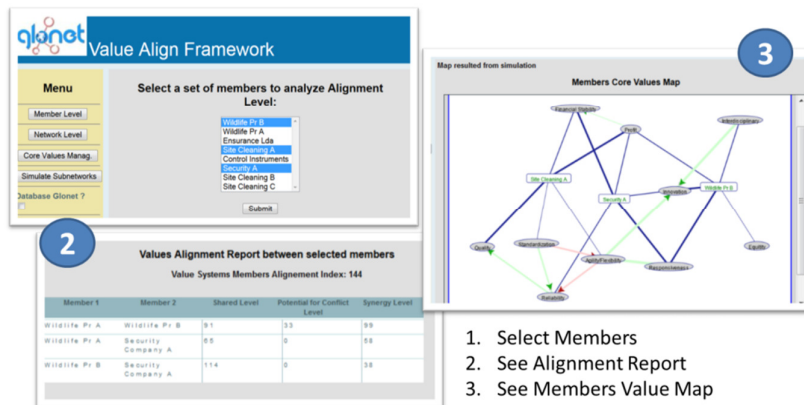 glonet
Value Align Framework
Menu
Member Level
Network Level
Core Values Manag.
Simulate Subnetworks
Database Glonet ?
Select a set of members to analyze Alignment
Level:
Wildlife Pr B
Wildlife Pr A
Ensurance Lda
Site Cleaning A
Control Instruments
Security A
Site Cleaning B
Site Cleaning C
Submit
3
Map resulted from simulation
Members Core Values Map
Financial Stability
Profit
Interdisciplinary
Site Cleaning A
Security A
Innovation
Wildlife Pr B
Quality
Standardization
Agility/Flexibility
Responsiveness
Equality
Reliability
2
Values Alignment Report between selected members
Value Systems Members Alignement Index: 144
Member 1 Member 2 Shared Level Potential for Conflict Level Synergy Level
Wildlife Pr A Wildlife Pr B 91 33 99
Wildlife Pr A Security Company A 65 0 58
Wildlife Pr B Security Company A 114 0 38
1. Select Members
2. See Alignment Report
3. See Members Value Map